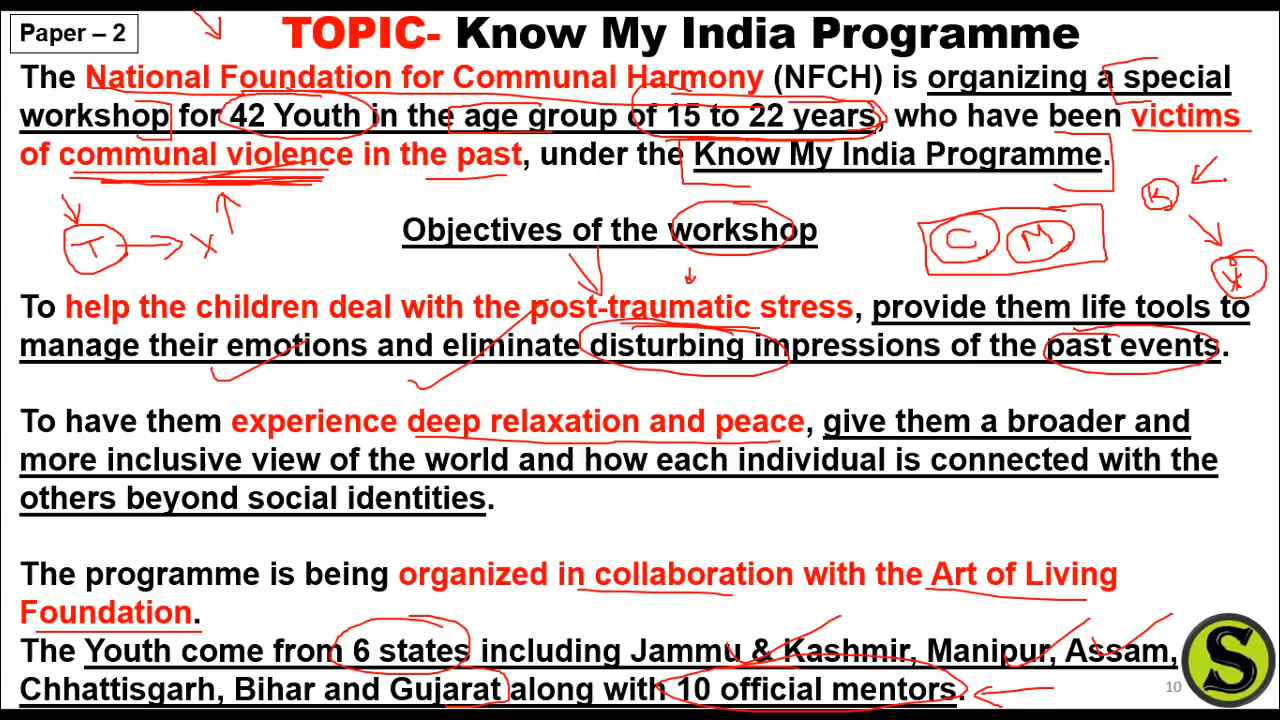 Paper – 2
TOPIC- Know My India Programme
The National Foundation for Communal Harmony (NFCH) is organizing a special
workshop for 42 Youth in the age group of 15 to 22 years, who have been victims
of communal violence in the past, under the Know My India Programme.
T → X
Objectives of the workshop
C M
To help the children deal with the post-traumatic stress, provide them life tools to
manage their emotions and eliminate disturbing impressions of the past events.
To have them experience deep relaxation and peace, give them a broader and
more inclusive view of the world and how each individual is connected with the
others beyond social identities.
The programme is being organized in collaboration with the Art of Living
Foundation.
The Youth come from 6 states including Jammu & Kashmir, Manipur, Assam,
Chhattisgarh, Bihar and Gujarat along with 10 official mentors.
10
S